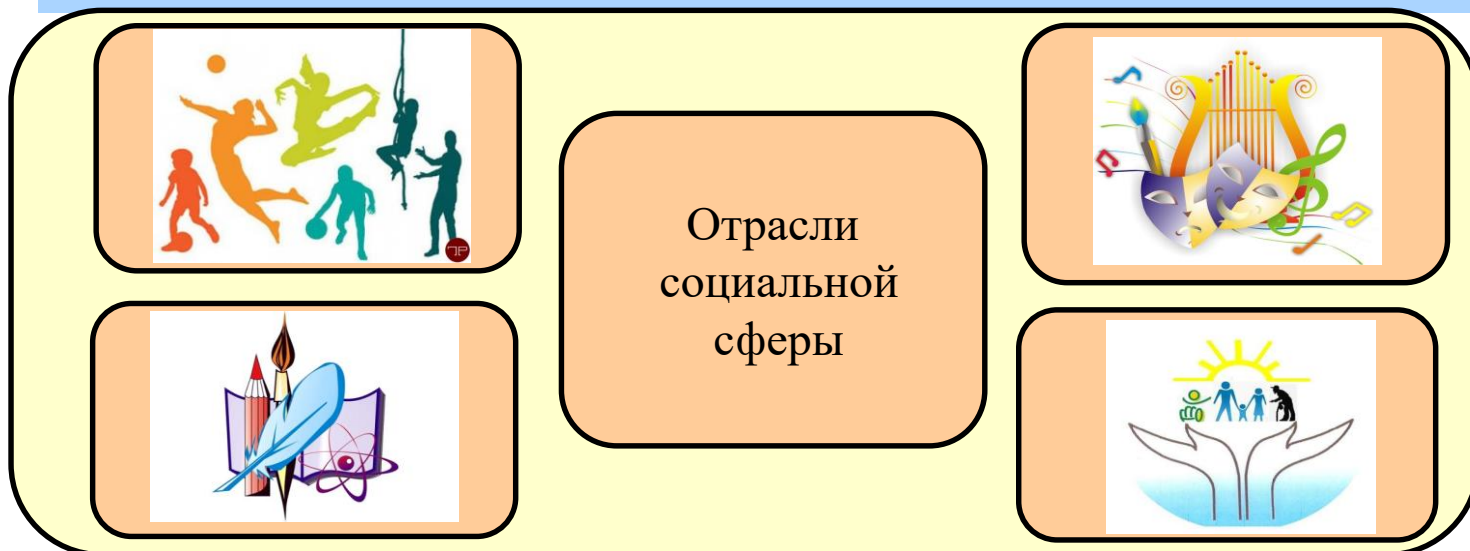 Отрасли
социальной
сферы